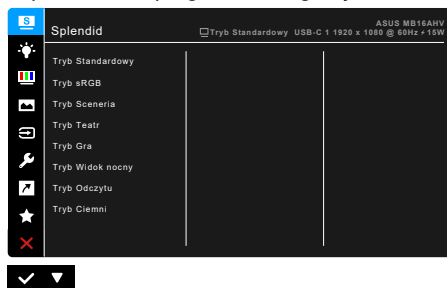 S
Splendid
ASUS MB16AHV
Tryb Standardowy USB-C 1 1920 x 1080 @ 60Hz 15W
Tryb Standardowy
Tryb sRGB
Tryb Sceneria
Tryb Teatr
Tryb Gra
Tryb Widok nocny
Tryb Odczytu
Tryb Ciemni